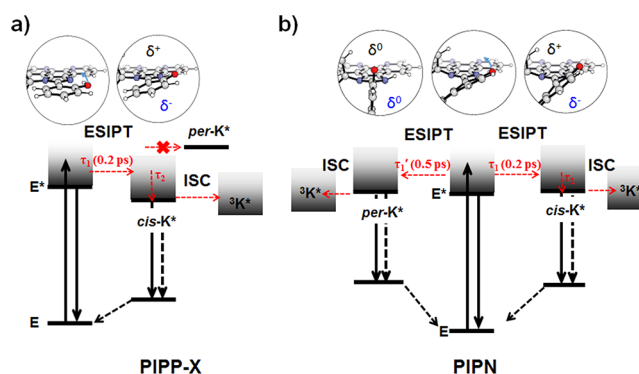 a)
δ⁺
δ⁻
ESIPT
per-K*
τ₁ (0.2 ps)
τ₂
ISC
E*
³K*
cis-K*
E
PIPP-X
b)
δ⁰
δ⁰
δ⁺
δ⁻
ESIPT
ESIPT
ISC
τ₁′ (0.5 ps)
τ₁ (0.2 ps)
ISC
³K*
E*
τ₂
³K*
per-K*
cis-K*
E
PIPN